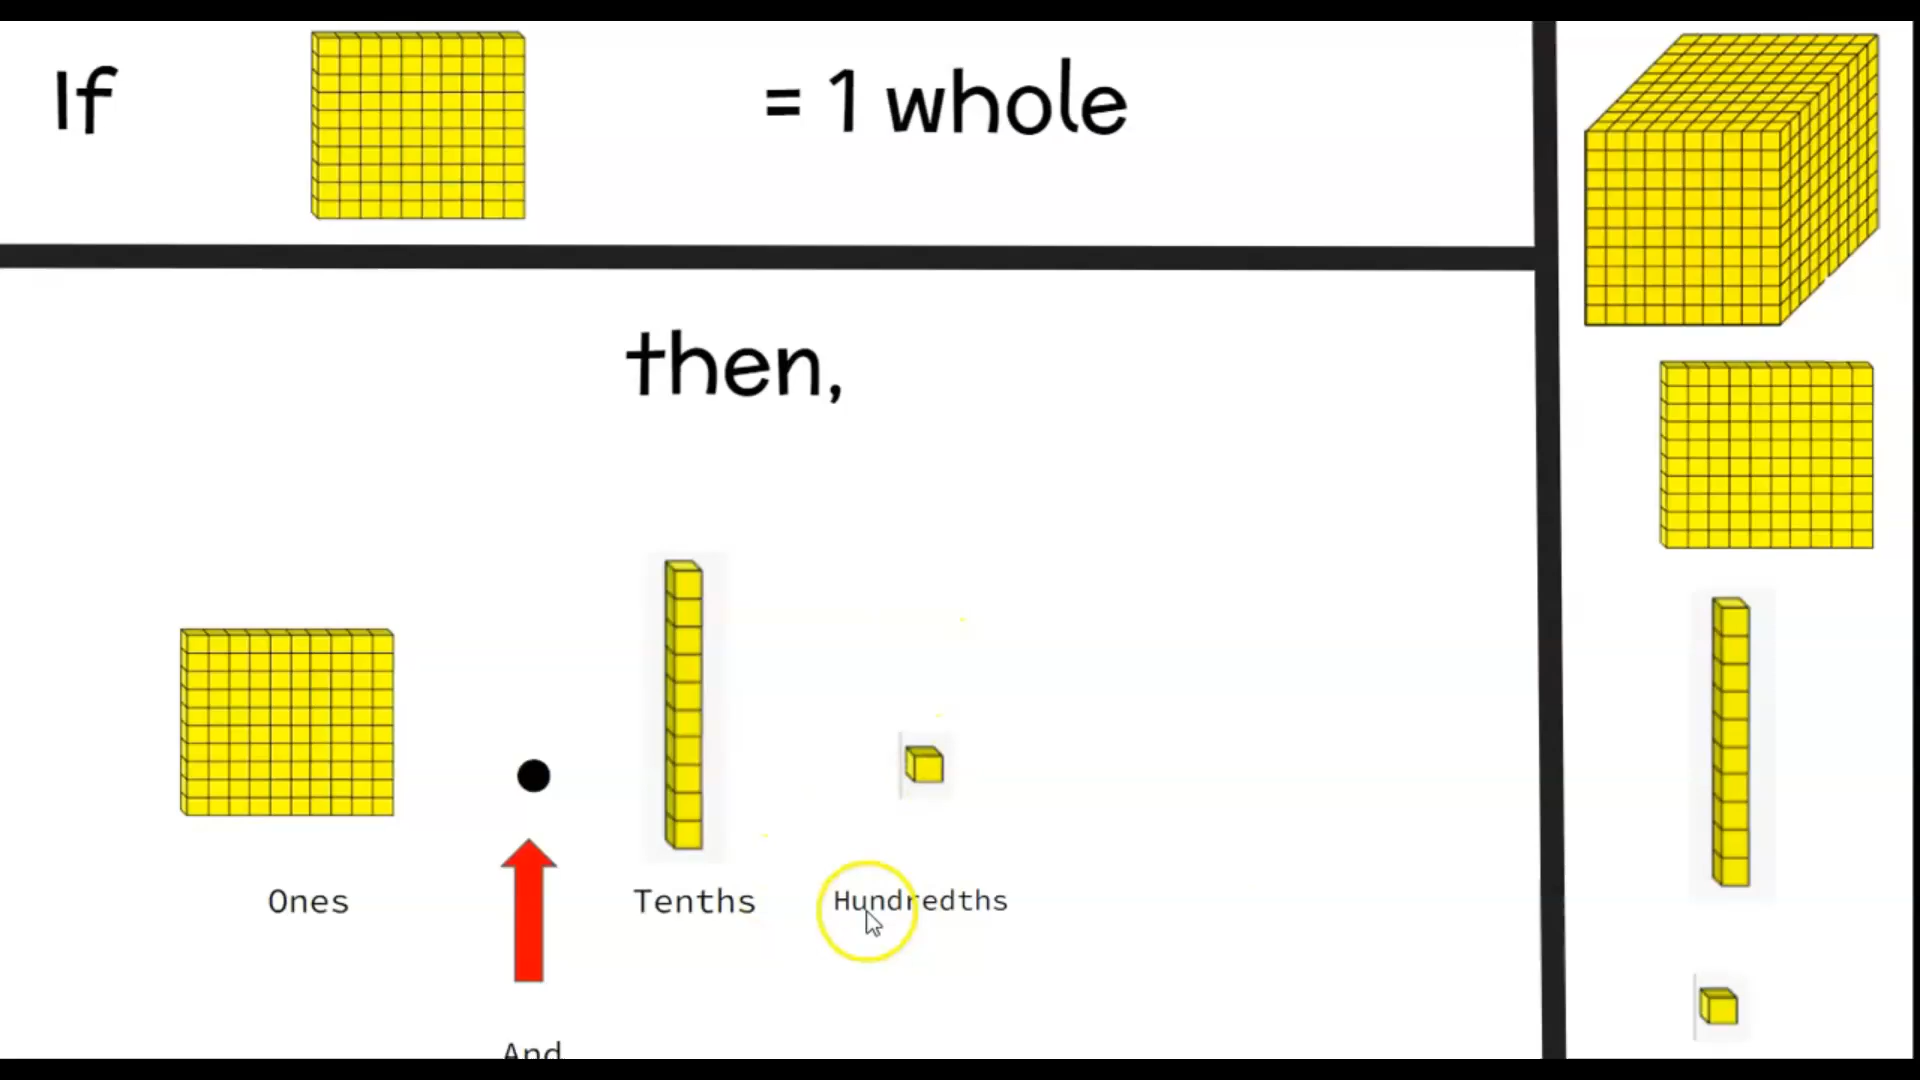 If = 1 whole
then,
Ones Tenths Hundredths
And